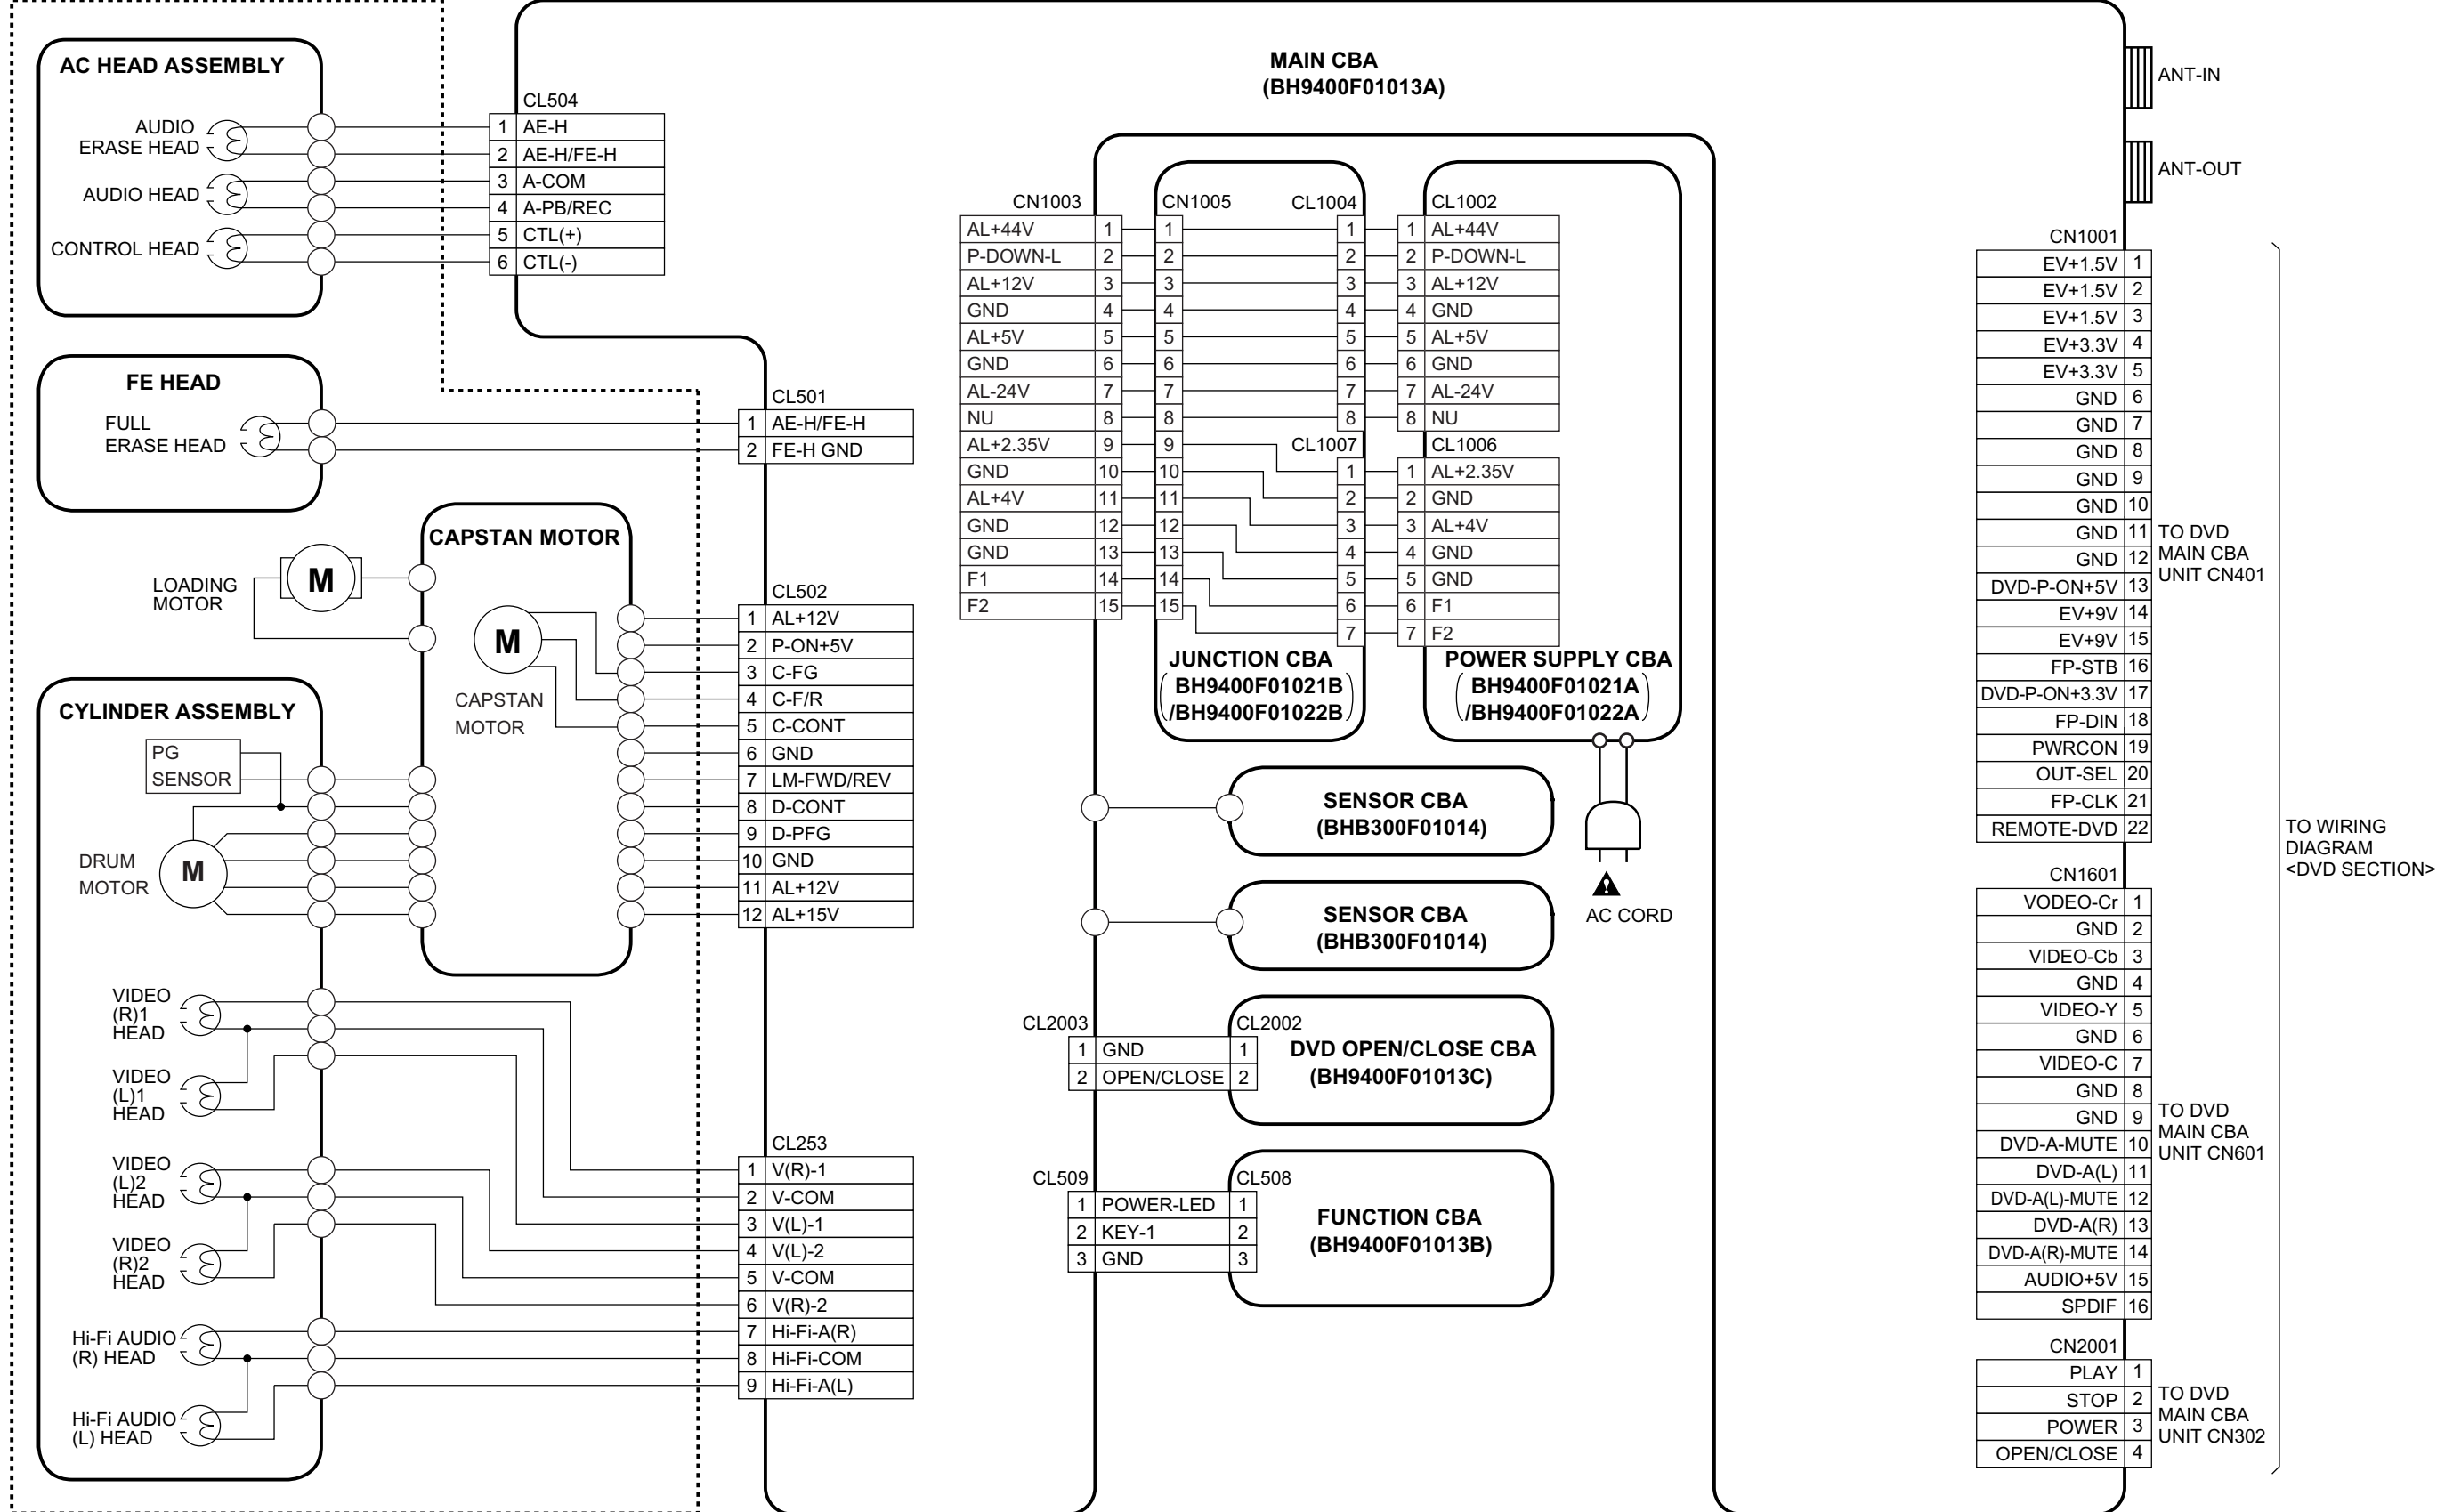 MAIN CBA
(BH9400F01013A)
AC HEAD ASSEMBLY
AUDIO
ERASE HEAD
AUDIO HEAD
CONTROL HEAD
CL504
1 AE-H
2 AE-H/FE-H
3 A-COM
4 A-PB/REC
5 CTL(+)
6 CTL(-)
FE HEAD
FULL
ERASE HEAD
CL501
1 AE-H/FE-H
2 FE-H GND
CAPSTAN MOTOR
M
LOADING
MOTOR
M
CAPSTAN
MOTOR
CL502
1 AL+12V
2 P-ON+5V
3 C-FG
4 C-F/R
5 C-CONT
6 GND
7 LM-FWD/REV
8 D-CONT
9 D-PFG
10 GND
11 AL+12V
12 AL+15V
CYLINDER ASSEMBLY
PG
SENSOR
DRUM
MOTOR
M
VIDEO
(R)1
HEAD
VIDEO
(L)1
HEAD
VIDEO
(L)2
HEAD
VIDEO
(R)2
HEAD
Hi-Fi AUDIO
(R) HEAD
Hi-Fi AUDIO
(L) HEAD
CL253
1 V(R)-1
2 V-COM
3 V(L)-1
4 V(L)-2
5 V-COM
6 V(R)-2
7 Hi-Fi-A(R)
8 Hi-Fi-COM
9 Hi-Fi-A(L)
CN1003 CN1005 CL1004 CL1002
AL+44V 1 1 1 1 AL+44V
P-DOWN-L 2 2 2 2 P-DOWN-L
AL+12V 3 3 3 3 AL+12V
GND 4 4 4 4 GND
AL+5V 5 5 5 5 AL+5V
GND 6 6 6 6 GND
AL-24V 7 7 7 7 AL-24V
NU 8 8 8 8 NU
AL+2.35V 9 9 CL1007 CL1006
GND 10 10 1 1 AL+2.35V
AL+4V 11 11 2 2 GND
GND 12 12 3 3 AL+4V
GND 13 13 4 4 GND
F1 14 14 5 5 GND
F2 15 15 6 6 F1
7 7 F2
JUNCTION CBA
BH9400F01021B
/BH9400F01022B
POWER SUPPLY CBA
BH9400F01021A
/BH9400F01022A
AC CORD
SENSOR CBA
(BHB300F01014)
SENSOR CBA
(BHB300F01014)
CL2003 CL2002
1 GND 1
2 OPEN/CLOSE 2
DVD OPEN/CLOSE CBA
(BH9400F01013C)
CL509 CL508
1 POWER-LED 1
2 KEY-1 2
3 GND 3
FUNCTION CBA
(BH9400F01013B)
ANT-IN
ANT-OUT
CN1001
EV+1.5V 1
EV+1.5V 2
EV+1.5V 3
EV+3.3V 4
EV+3.3V 5
GND 6
GND 7
GND 8
GND 9
GND 10
GND 11
GND 12
DVD-P-ON+5V 13
EV+9V 14
EV+9V 15
FP-STB 16
DVD-P-ON+3.3V 17
FP-DIN 18
PWRCON 19
OUT-SEL 20
FP-CLK 21
REMOTE-DVD 22
TO DVD
MAIN CBA
UNIT CN401
CN1601
VODEO-Cr 1
GND 2
VIDEO-Cb 3
GND 4
VIDEO-Y 5
GND 6
VIDEO-C 7
GND 8
GND 9
DVD-A-MUTE 10
DVD-A(L) 11
DVD-A(L)-MUTE 12
DVD-A(R) 13
DVD-A(R)-MUTE 14
AUDIO+5V 15
SPDIF 16
TO DVD
MAIN CBA
UNIT CN601
CN2001
PLAY 1
STOP 2
POWER 3
OPEN/CLOSE 4
TO DVD
MAIN CBA
UNIT CN302
TO WIRING
DIAGRAM
<DVD SECTION>